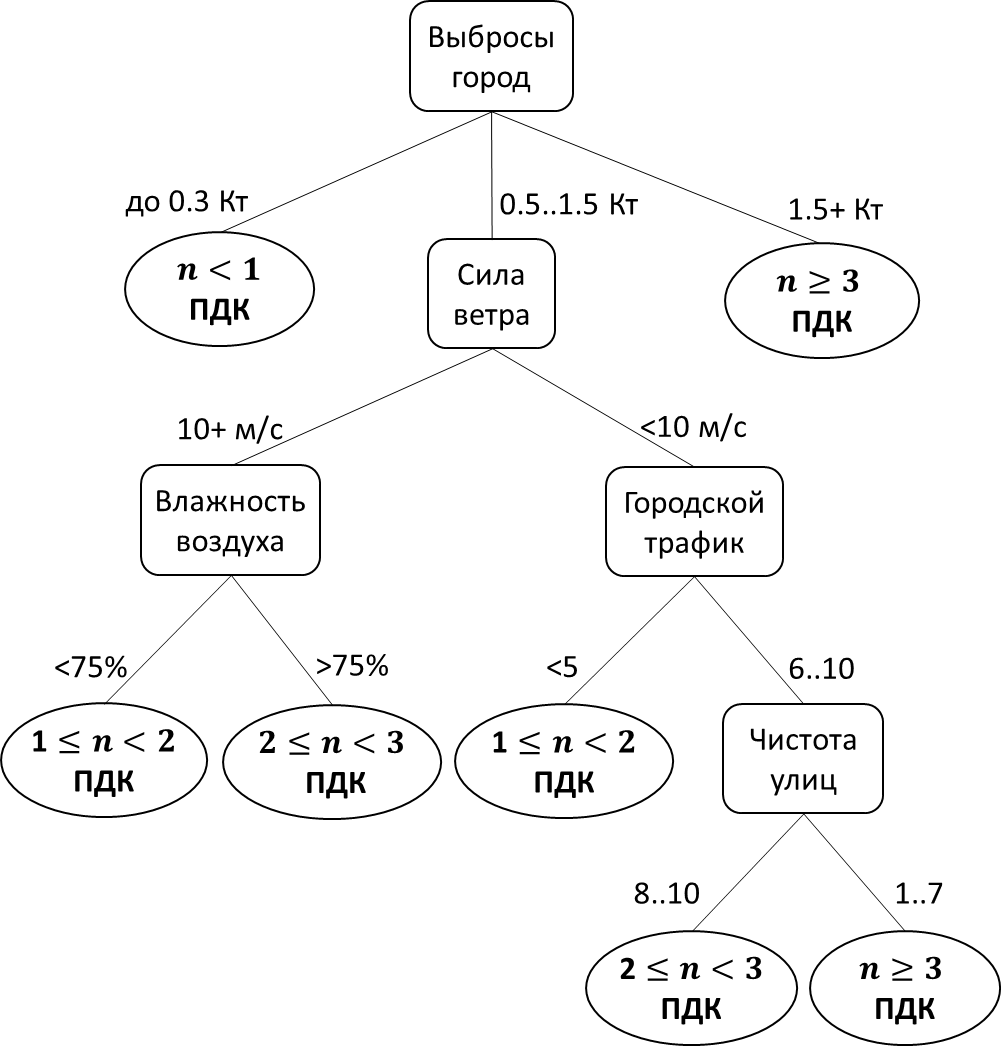 Выбросы
город
до 0.3 Кт
0.5..1.5 Кт
1.5+ Кт
n < 1
ПДК
Сила
ветра
n ≥ 3
ПДК
10+ м/с
<10 м/с
Влажность
воздуха
Городской
трафик
<75%
>75%
<5
6..10
1 ≤ n < 2
ПДК
2 ≤ n < 3
ПДК
1 ≤ n < 2
ПДК
Чистота
улиц
8..10
1..7
2 ≤ n < 3
ПДК
n ≥ 3
ПДК